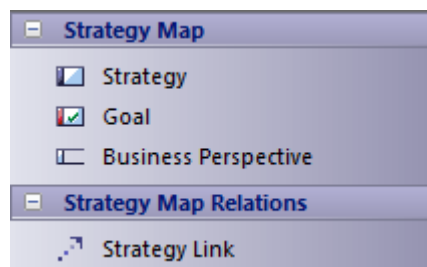 Strategy Map
Strategy
Goal
Business Perspective
Strategy Map Relations
Strategy Link